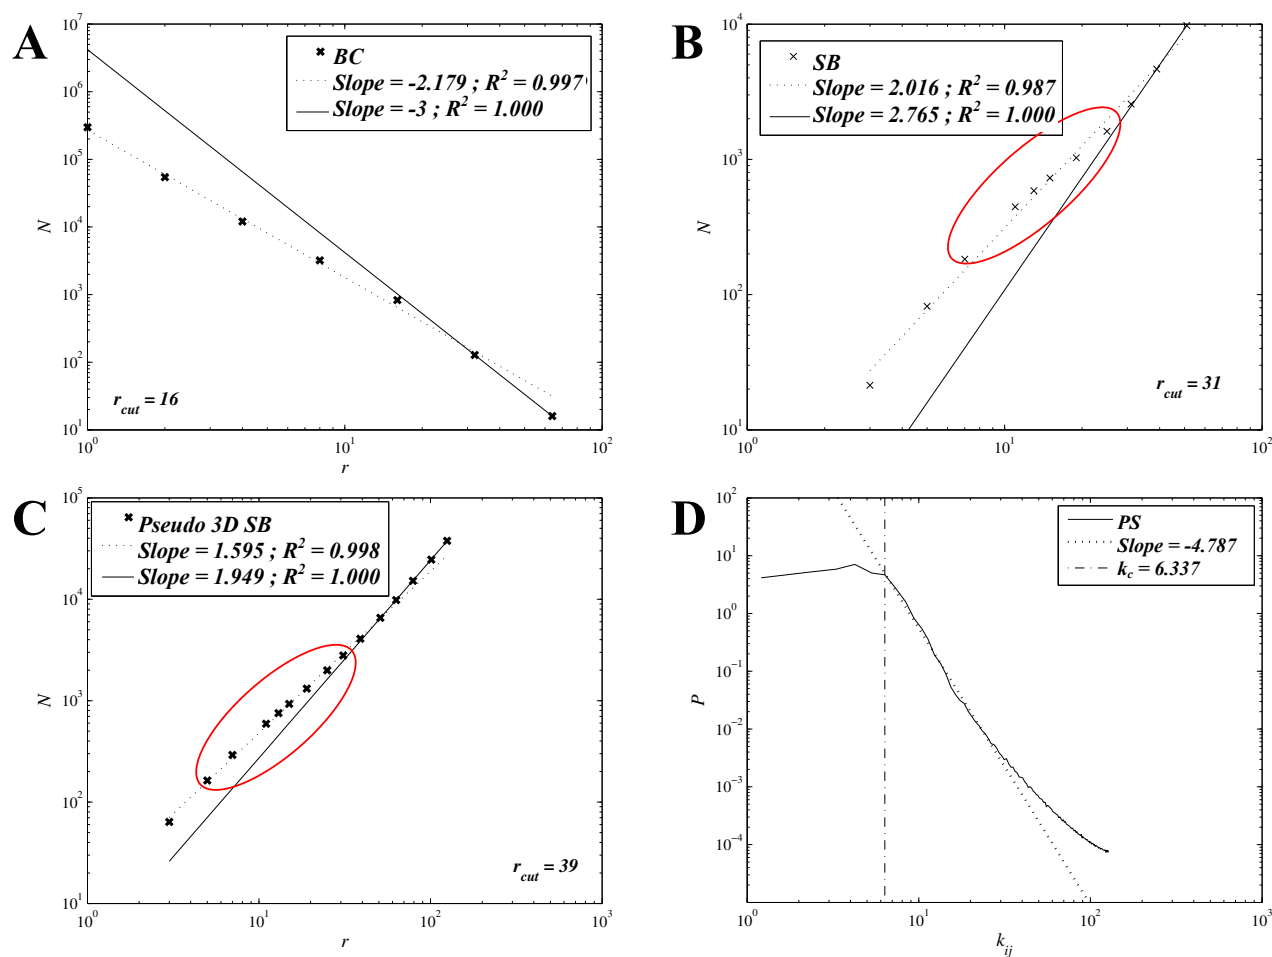 A
10^7
10^6
10^5
10^4
10^3
10^2
10^1
N
BC
Slope = -2.179 ; R^2 = 0.997
Slope = -3 ; R^2 = 1.000
r_cut = 16
10^0
10^1
10^2
r
B
10^4
10^3
10^2
10^1
N
SB
Slope = 2.016 ; R^2 = 0.987
Slope = 2.765 ; R^2 = 1.000
r_cut = 31
10^0
10^1
10^2
r
C
10^5
10^4
10^3
10^2
10^1
N
Pseudo 3D SB
Slope = 1.595 ; R^2 = 0.998
Slope = 1.949 ; R^2 = 1.000
r_cut = 39
10^0
10^1
10^2
10^3
r
D
10^2
10^1
10^0
10^-1
10^-2
10^-3
10^-4
P
PS
Slope = -4.787
k_c = 6.337
10^0
10^1
10^2
10^3
k_ij